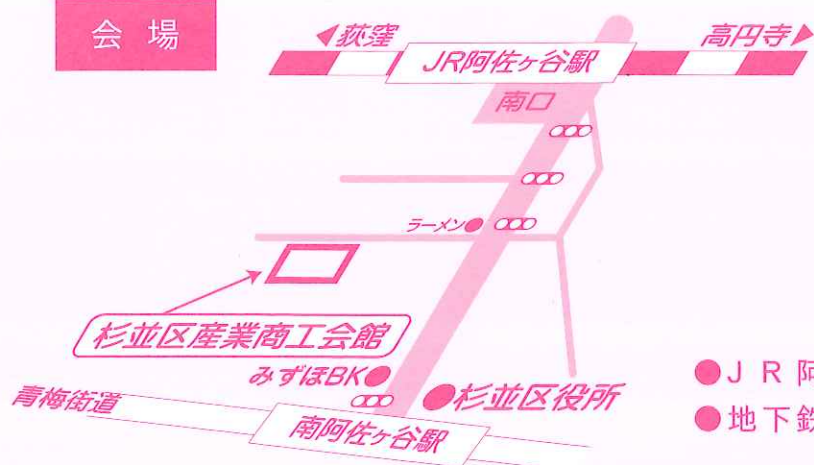 会場
◀荻窪
高円寺▶
JR阿佐ヶ谷駅
南口
ラーメン●
杉並区産業商工会館
みずほBK●
●杉並区役所
青梅街道
南阿佐ヶ谷駅
●JR阿
●地下鉄